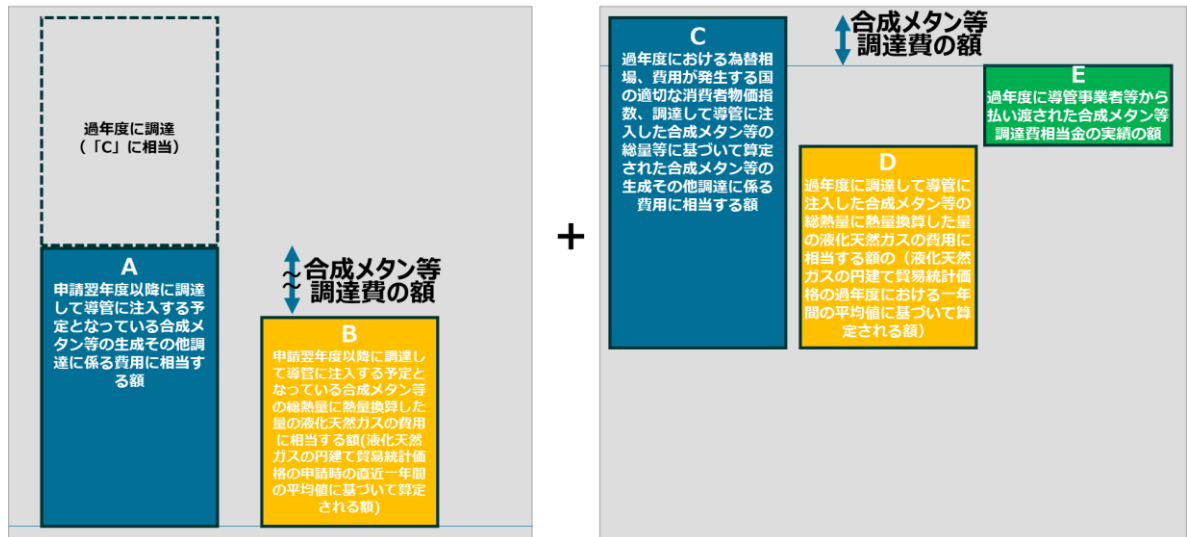 過年度に調達
（「C」に相当）
A
申請翌年度以降に調達
して導管に注入する予
定となっている合成メ
タン等の生成その他調
達に係る費用に相当す
る額
合成メタン等
調達費の額
B
申請翌年度以降に調達し
て導管に注入する予定と
なっている合成メタン等
の総熱量に熱量換算した
量の液化天然ガスの費用
に相当する額(液化天然
ガスの円建て貿易統計価
格の申請時の直近一年間
の平均値に基づいて算定
される額)
+
C
過年度における為替相
場、費用が発生する国
の適切な消費者物価指
数、調達して導管に注
入した合成メタン等の
総量等に基づいて算定
された合成メタン等の
生成その他調達に係る
費用に相当する額
合成メタン等
調達費の額
D
過年度に調達して導管に
注入した合成メタン等の
総熱量に熱量換算した量
の液化天然ガスの費用に
相当する額の（液化天然
ガスの円建て貿易統計価
格の過年度における一年
間の平均値に基づいて算
定される額）
E
過年度に導管事業者等から
払い渡された合成メタン等
調達費相当金の実績の額